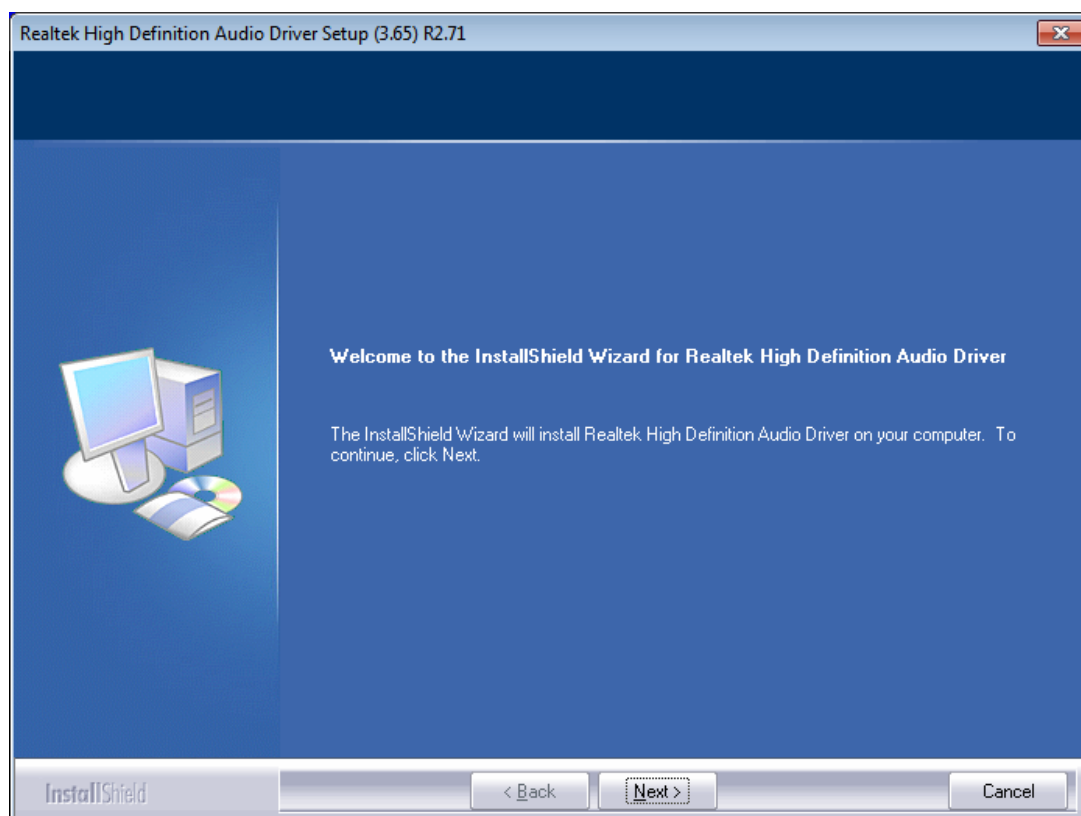 Realtek High Definition Audio Driver Setup (3.65) R2.71
Welcome to the InstallShield Wizard for Realtek High Definition Audio Driver
The InstallShield Wizard will install Realtek High Definition Audio Driver on your computer. To
continue, click Next.
InstallShield
< Back
Next >
Cancel